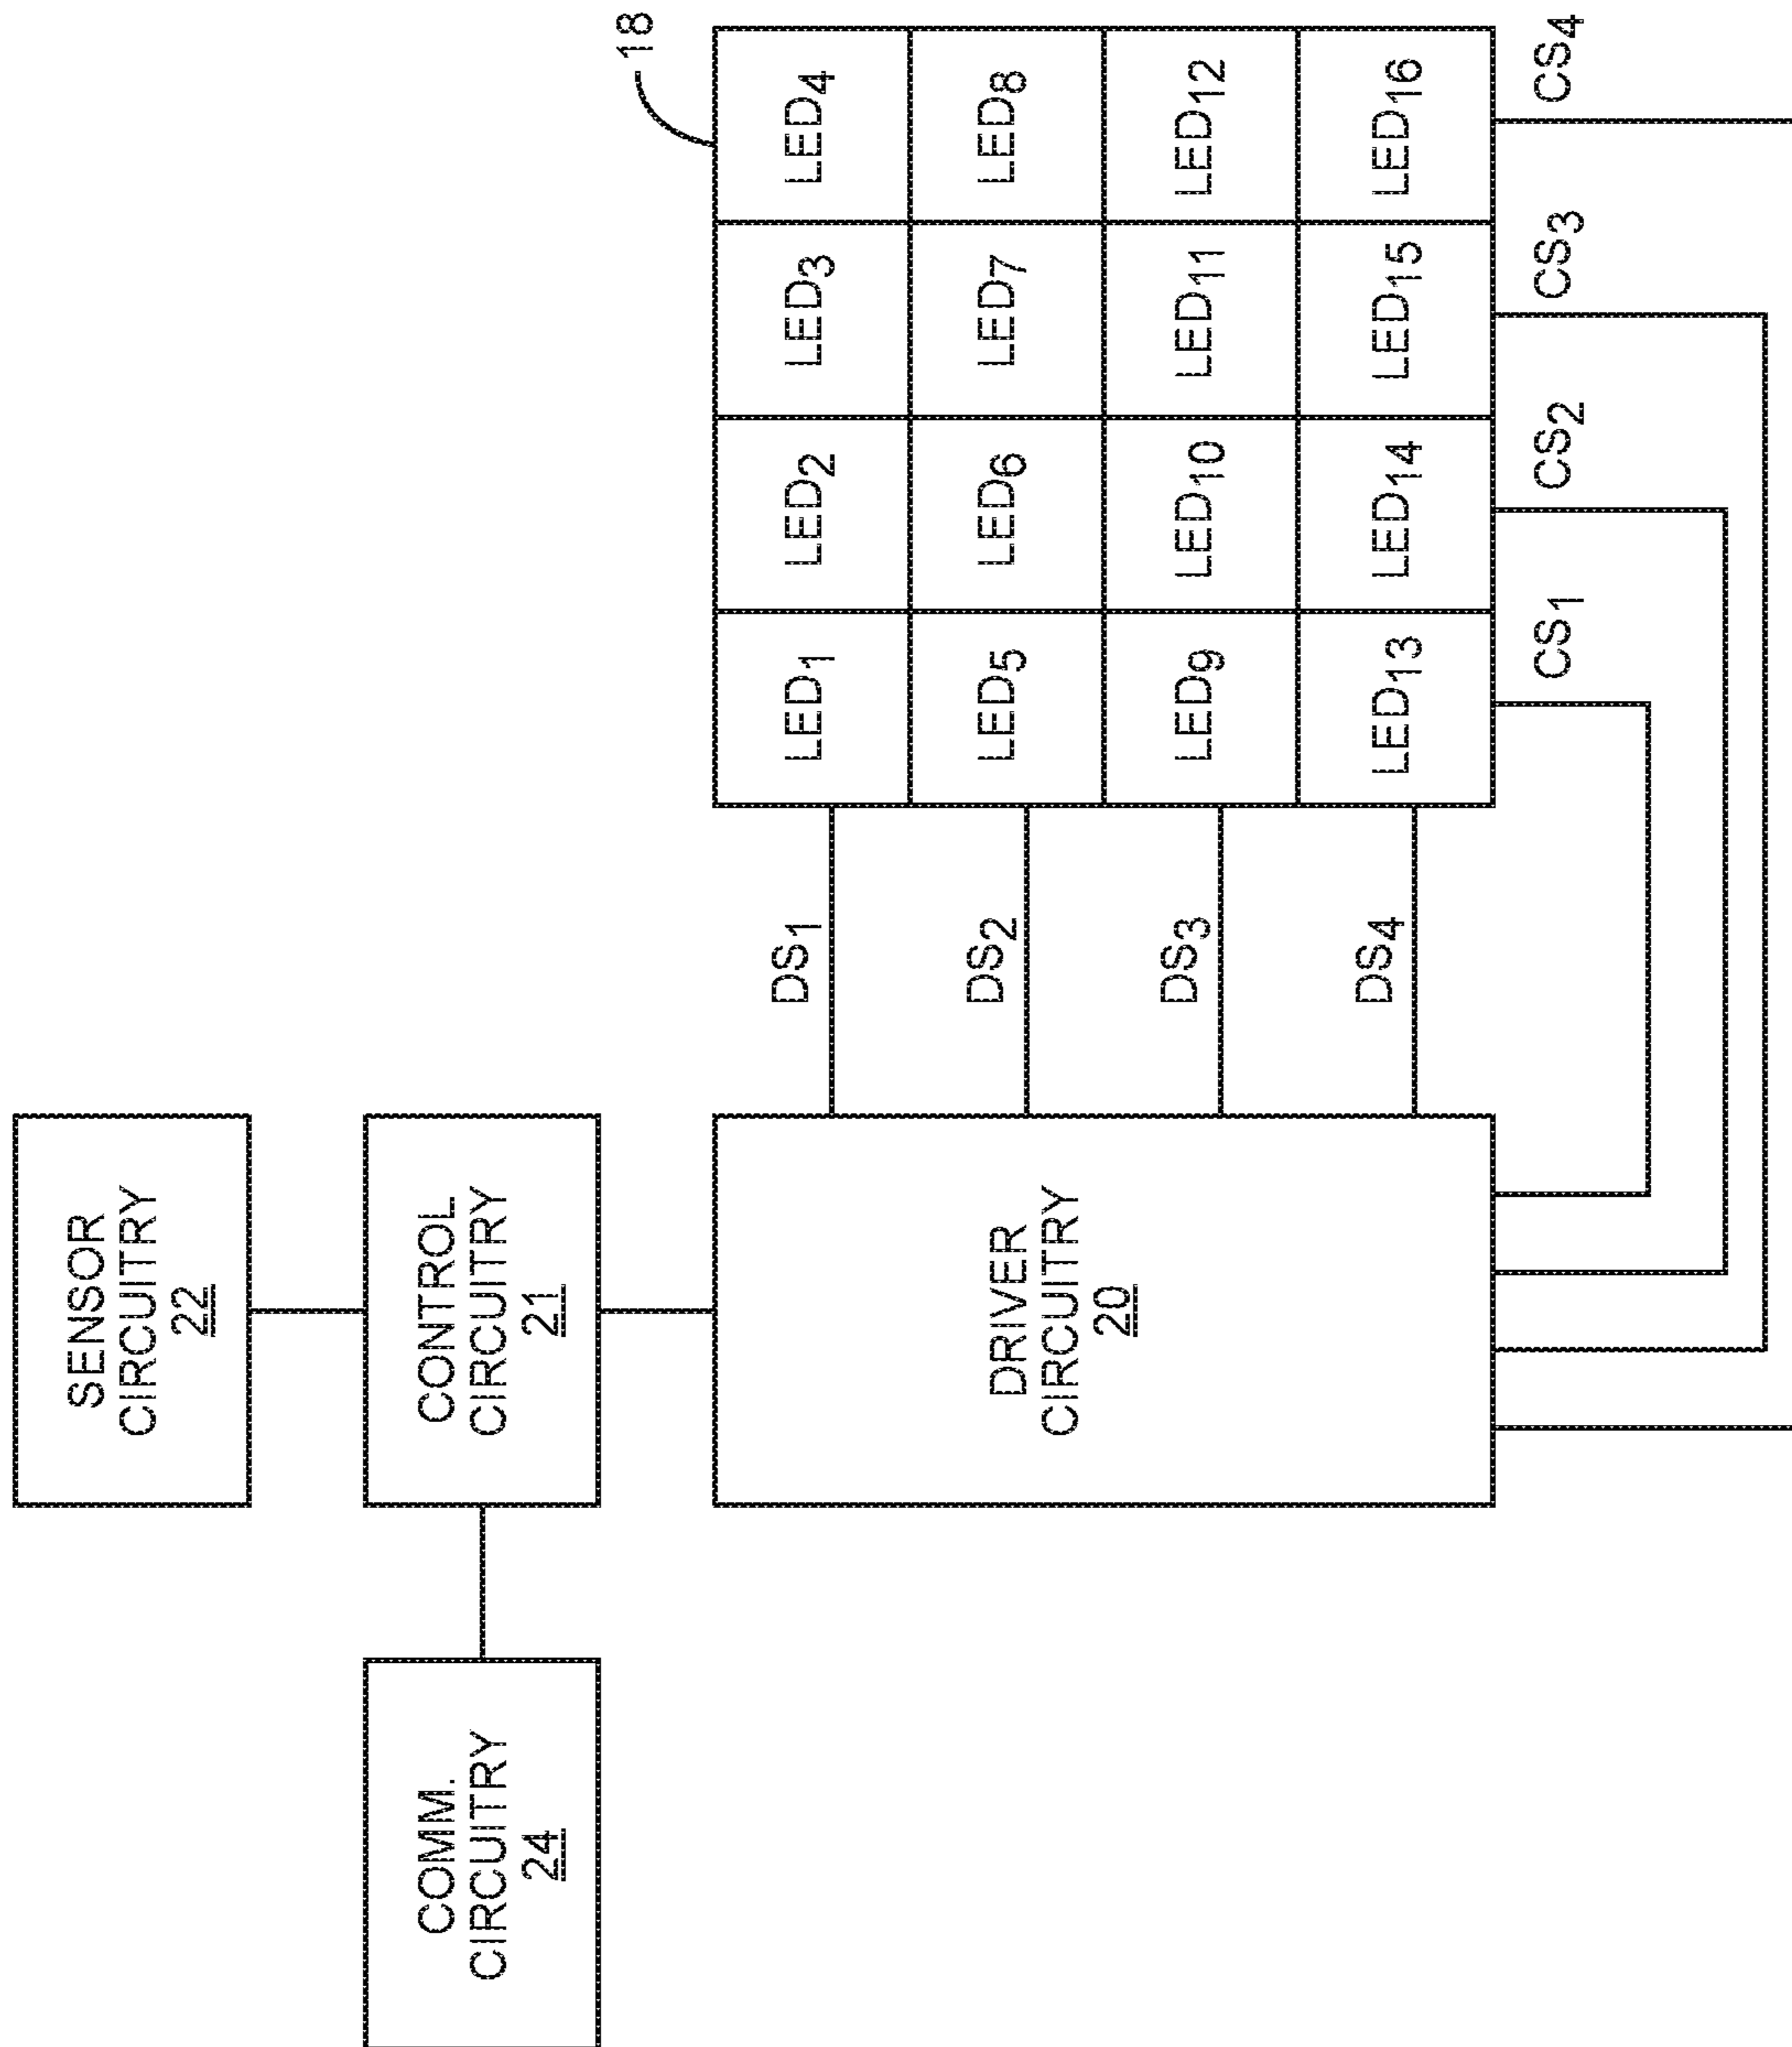 SENSOR
CIRCUITRY
22
COMM.
CIRCUITRY
24
CONTROL
CIRCUITRY
21
18
DRIVER
CIRCUITRY
20
DS1
LED1
LED2
LED3
LED4
DS2
LED5
LED6
LED7
LED8
DS3
LED9
LED10
LED11
LED12
DS4
LED13
LED14
LED15
LED16
CS1
CS2
CS3
CS4